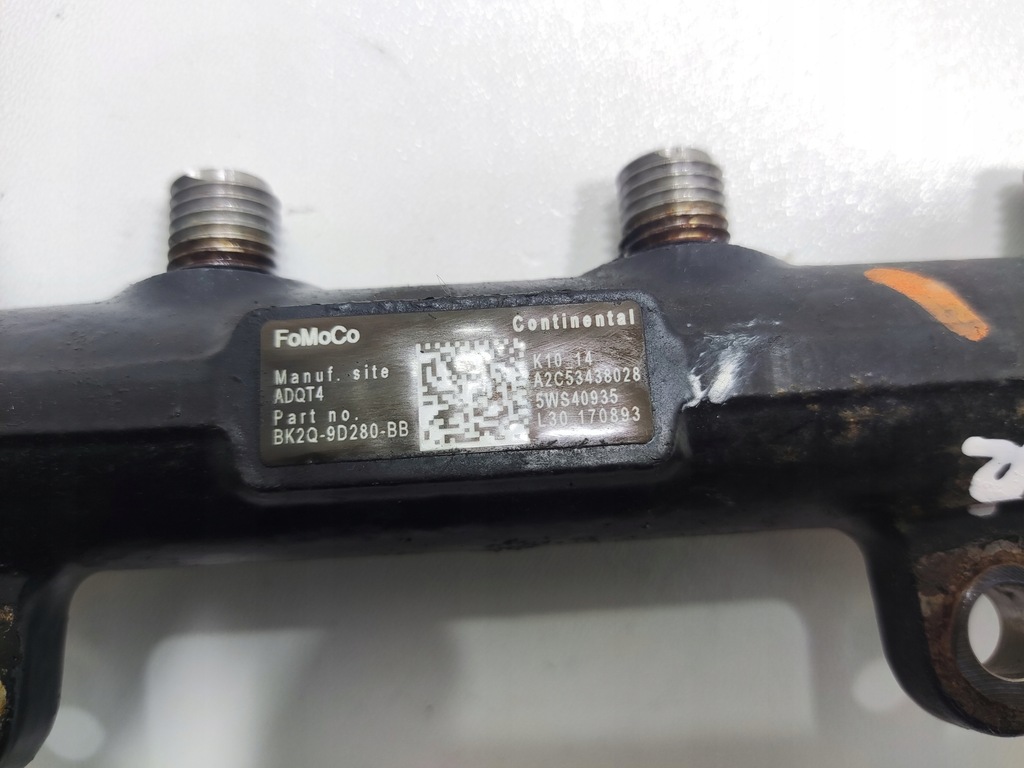 FoMoCo
Manuf. site
ADQT4
Part no.
BK2Q-9D280-BB
Continental
K10 14
A2C53438028
5WS40935
L30 170893